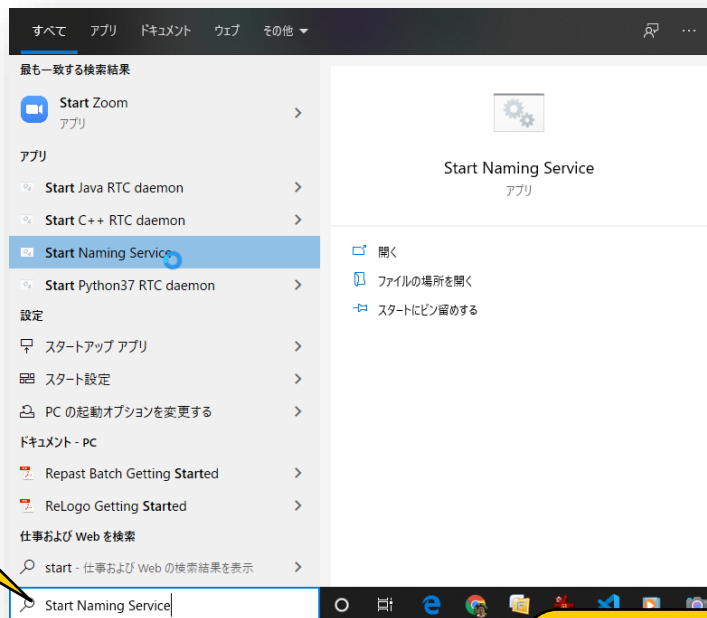 すべて アプリ ドキュメント ウェブ その他
最も一致する検索結果
Start Zoom
アプリ
アプリ
Start Java RTC daemon
Start C++ RTC daemon
Start Naming Service
Start Python37 RTC daemon
設定
スタートアップ アプリ
スタート設定
PC の起動オプションを変更する
ドキュメント - PC
Repast Batch Getting Started
ReLogo Getting Started
仕事および Web を検索
start - 仕事および Web の検索結果を表示
Start Naming Service
Start Naming Service
アプリ
開く
ファイルの場所を開く
スタートにピン留めする